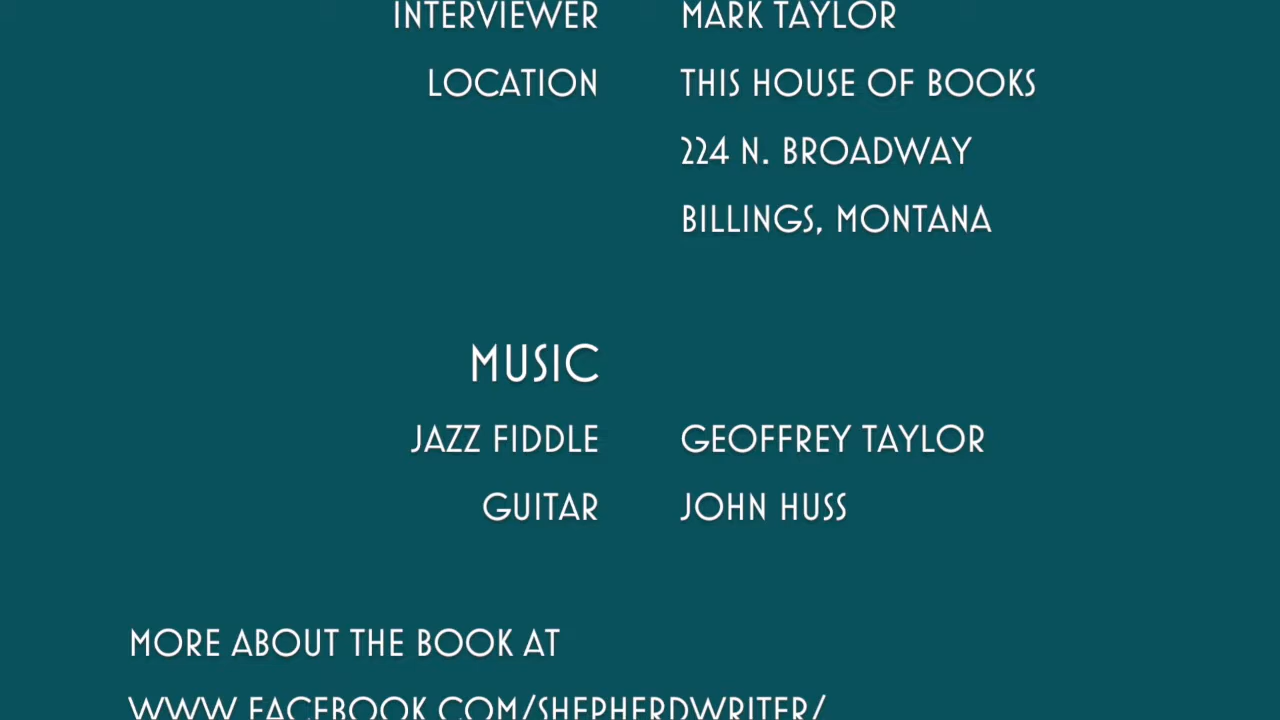 INTERVIEWER MARK TAYLOR
LOCATION THIS HOUSE OF BOOKS
224 N. BROADWAY
BILLINGS, MONTANA
MUSIC
JAZZ FIDDLE GEOFFREY TAYLOR
GUITAR JOHN HUSS
MORE ABOUT THE BOOK AT
WWW.FACEBOOK.COM/SHEPHERDWRITER/